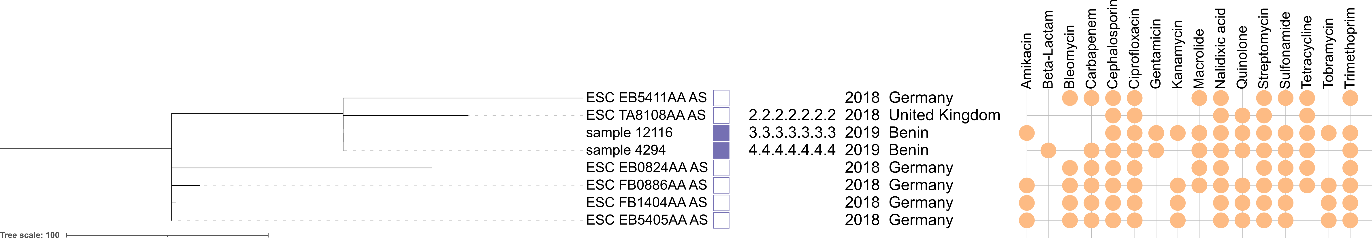 Amikacin
Beta-Lactam
Bleomycin
Carbapenem
Cephalosporin
Ciprofloxacin
Gentamicin
Kanamycin
Macrolide
Nalidixic acid
Quinolone
Streptomycin
Sulfonamide
Tetracycline
Tobramycin
Trimethoprim
ESC EB5411AA AS 2018 Germany
ESC TA8108AA AS 2.2.2.2.2.2.2 2018 United Kingdom
sample 12116 3.3.3.3.3.3.3 2019 Benin
sample 4294 4.4.4.4.4.4.4 2019 Benin
ESC EB0824AA AS 2018 Germany
ESC FB0886AA AS 2018 Germany
ESC FB1404AA AS 2018 Germany
ESC EB5405AA AS 2018 Germany
Tree scale: 100